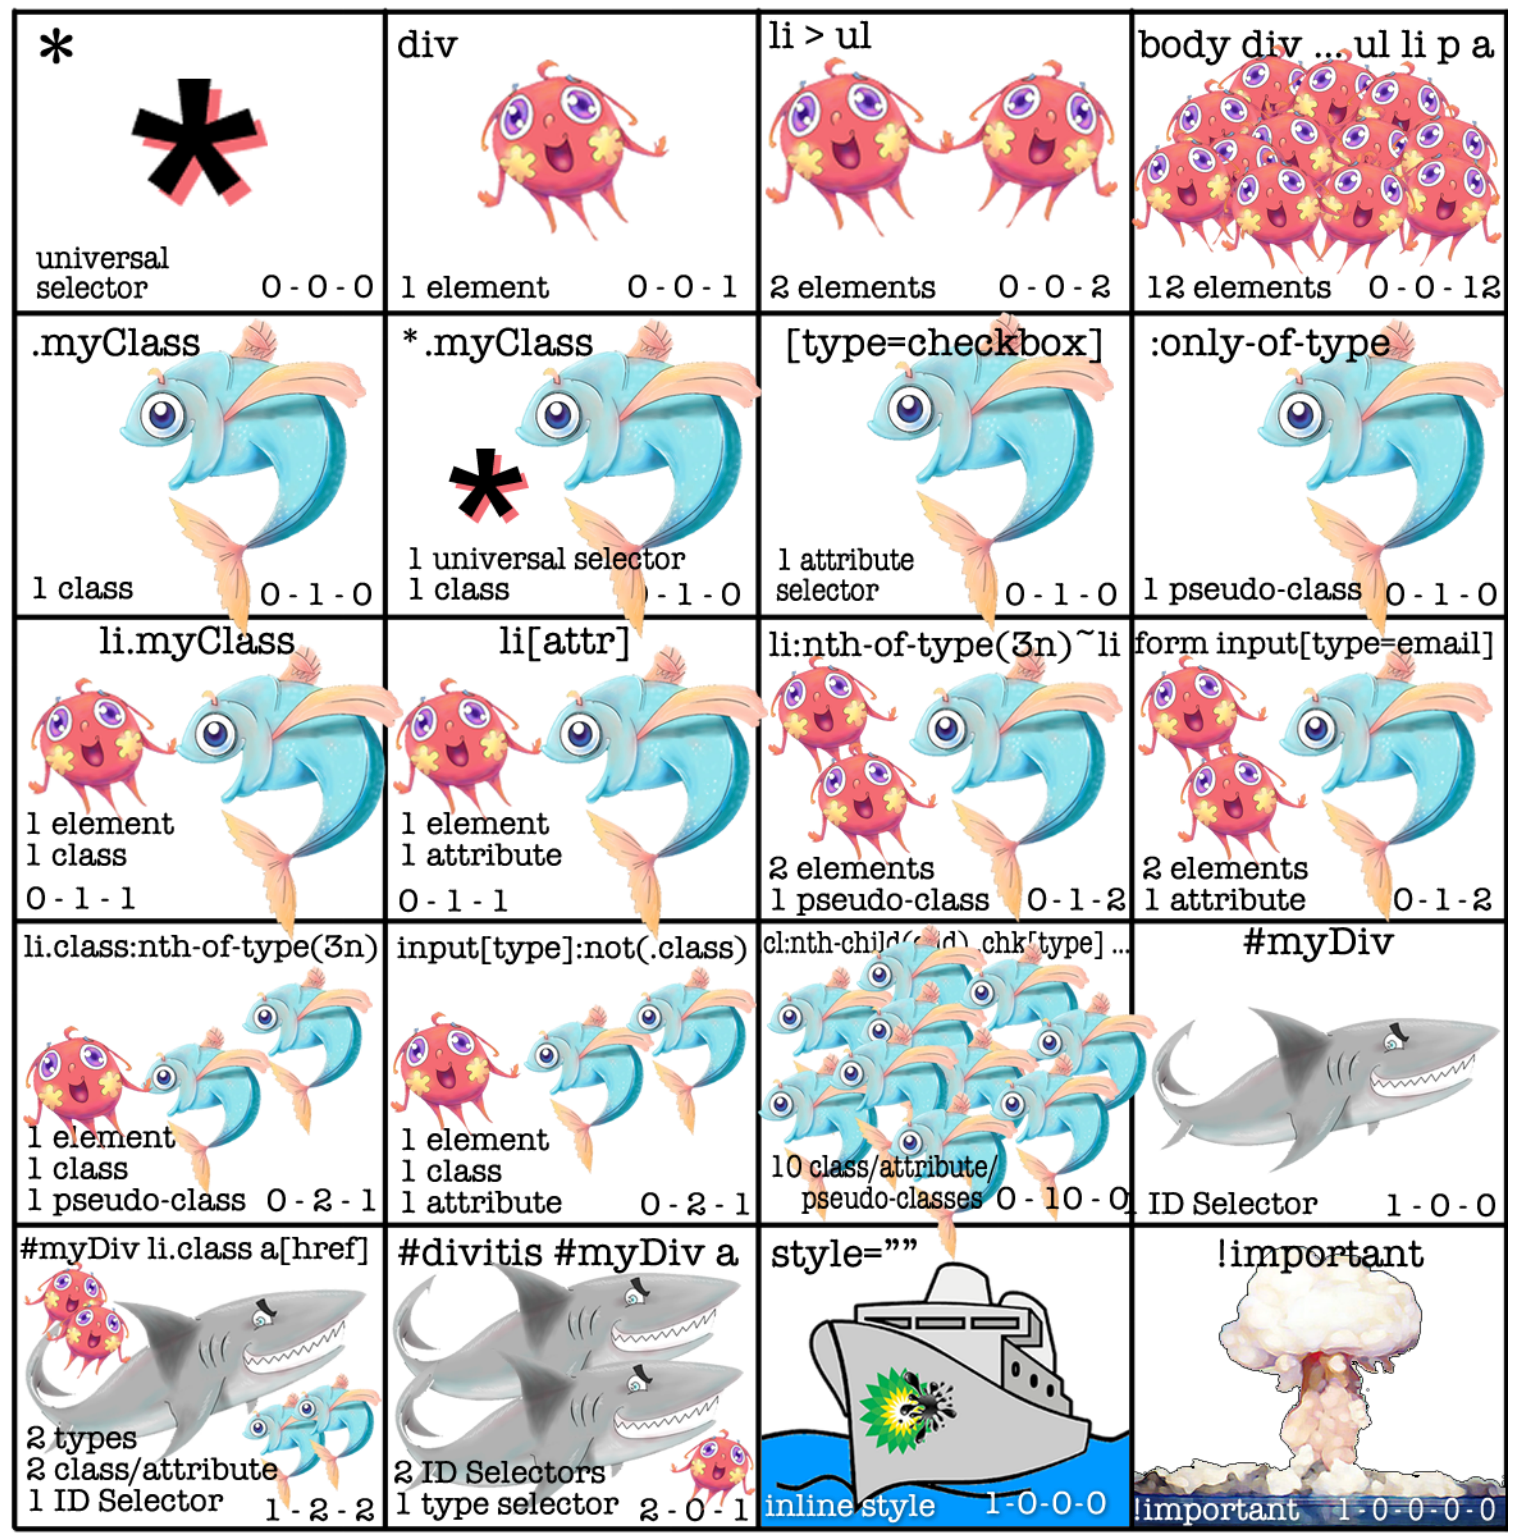 *
universal
selector
0 - 0 - 0
div
1 element
0 - 0 - 1
li > ul
2 elements
0 - 0 - 2
body div ... ul li p a
12 elements
0 - 0 - 12
.myClass
1 class
0 - 1 - 0
*.myClass
1 universal selector
1 class
0 - 1 - 0
[type=checkbox]
1 attribute
selector
0 - 1 - 0
:only-of-type
1 pseudo-class
0 - 1 - 0
li.myClass
1 element
1 class
0 - 1 - 1
li[attr]
1 element
1 attribute
0 - 1 - 1
li:nth-of-type(3n)~li
2 elements
1 pseudo-class
0 - 1 - 2
form input[type=email]
2 elements
1 attribute
0 - 1 - 2
li.class:nth-of-type(3n)
1 element
1 class
1 pseudo-class
0 - 2 - 1
input[type]:not(.class)
1 element
1 class
1 attribute
0 - 2 - 1
.cl:nth-child(odd) .chk[type] ...
10 class/attribute/
pseudo-classes
0 - 10 - 0
#myDiv
ID Selector
1 - 0 - 0
#myDiv li.class a[href]
2 types
2 class/attribute
1 ID Selector
1 - 2 - 2
#divitis #myDiv a
2 ID Selectors
1 type selector
2 - 0 - 1
style=””
inline style
1-0-0-0
!important
!important
1-0-0-0-0